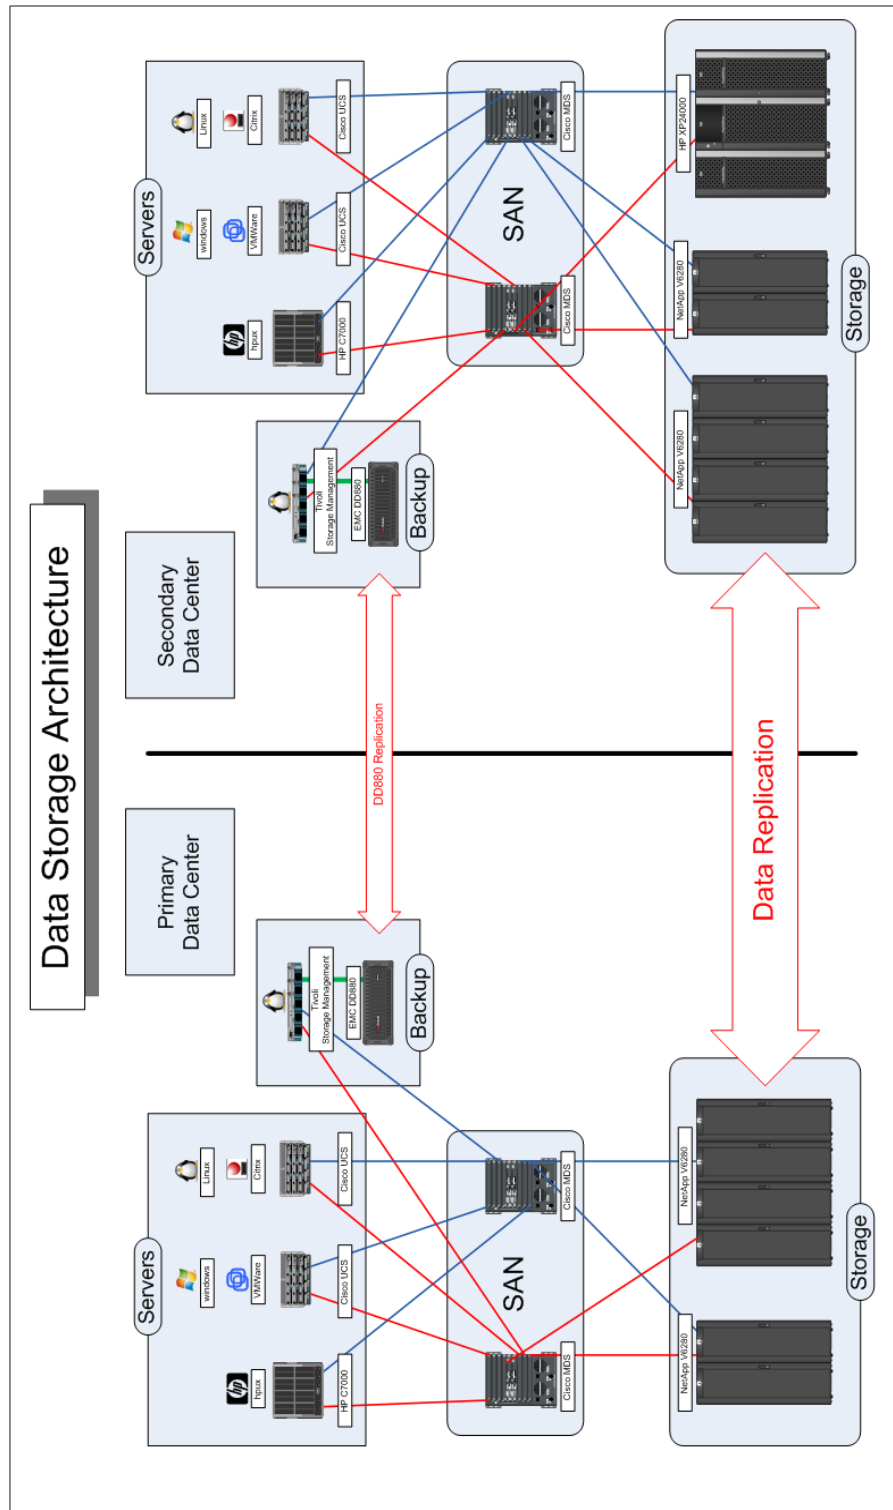 Data Storage Architecture
Primary
Data Center
Secondary
Data Center
Servers
hpux
HP C7000
windows
VMWare
Cisco UCS
Linux
Citrix
Cisco UCS
SAN
Cisco MDS
Cisco MDS
Tivoli
Storage Management
EMC DD880
Backup
Storage
NetApp V6280
NetApp V6280
DD880 Replication
Data Replication
Tivoli
Storage Management
EMC DD880
Backup
Servers
hpux
HP C7000
windows
VMWare
Cisco UCS
Linux
Citrix
Cisco UCS
SAN
Cisco MDS
Cisco MDS
Storage
NetApp V6280
NetApp V6280
HP XP24000